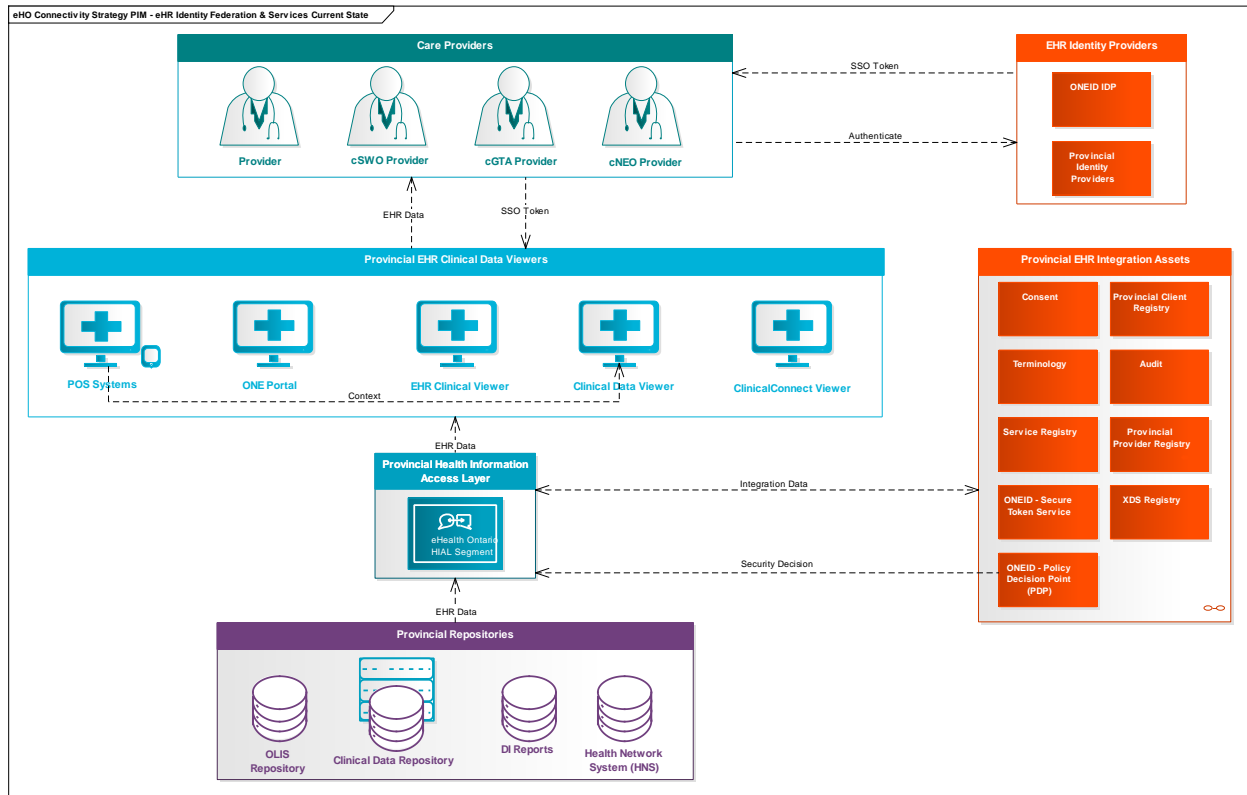 eHO Connectivity Strategy PIM - eHR Identity Federation & Services Current State
Care Providers
Provider
cSWO Provider
cGTA Provider
cNEO Provider
SSO Token
Authenticate
EHR Identity Providers
ONEID IDP
Provincial
Identity
Providers
EHR Data
SSO Token
Provincial EHR Clinical Data Viewers
POS Systems
ONE Portal
EHR Clinical Viewer
Clinical Data Viewer
ClinicalConnect Viewer
Context
EHR Data
Provincial Health Information
Access Layer
eHealth Ontario
HIAL Segment
Integration Data
Security Decision
Provincial EHR Integration Assets
Consent
Provincial Client
Registry
Terminology
Audit
Service Registry
Provincial
Provider Registry
ONEID - Secure
Token Service
XDS Registry
ONEID - Policy
Decision Point
(PDP)
EHR Data
Provincial Repositories
OLIS
Repository
Clinical Data Repository
DI Reports
Health Network
System (HNS)